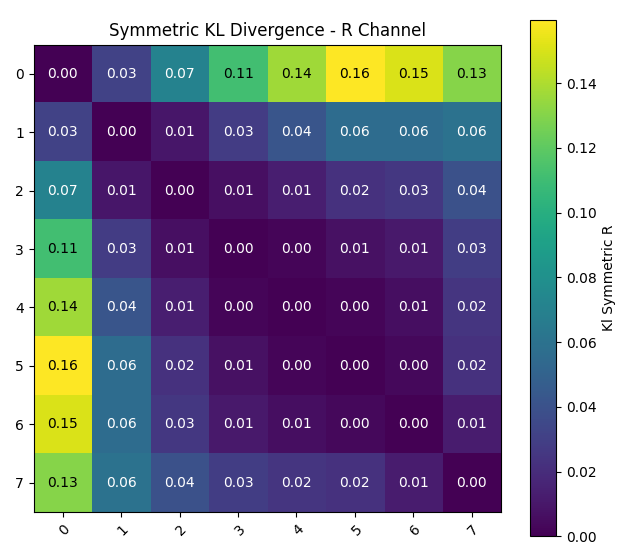 Symmetric KL Divergence - R Channel
0 0.00 0.03 0.07 0.11 0.14 0.16 0.15 0.13
1 0.03 0.00 0.01 0.03 0.04 0.06 0.06 0.06
2 0.07 0.01 0.00 0.01 0.01 0.02 0.03 0.04
3 0.11 0.03 0.01 0.00 0.00 0.01 0.01 0.03
4 0.14 0.04 0.01 0.00 0.00 0.00 0.01 0.02
5 0.16 0.06 0.02 0.01 0.00 0.00 0.00 0.02
6 0.15 0.06 0.03 0.01 0.01 0.00 0.00 0.01
7 0.13 0.06 0.04 0.03 0.02 0.02 0.01 0.00
0 1 2 3 4 5 6 7
0.14
0.12
0.10
0.08
0.06
0.04
0.02
0.00
Kl Symmetric R